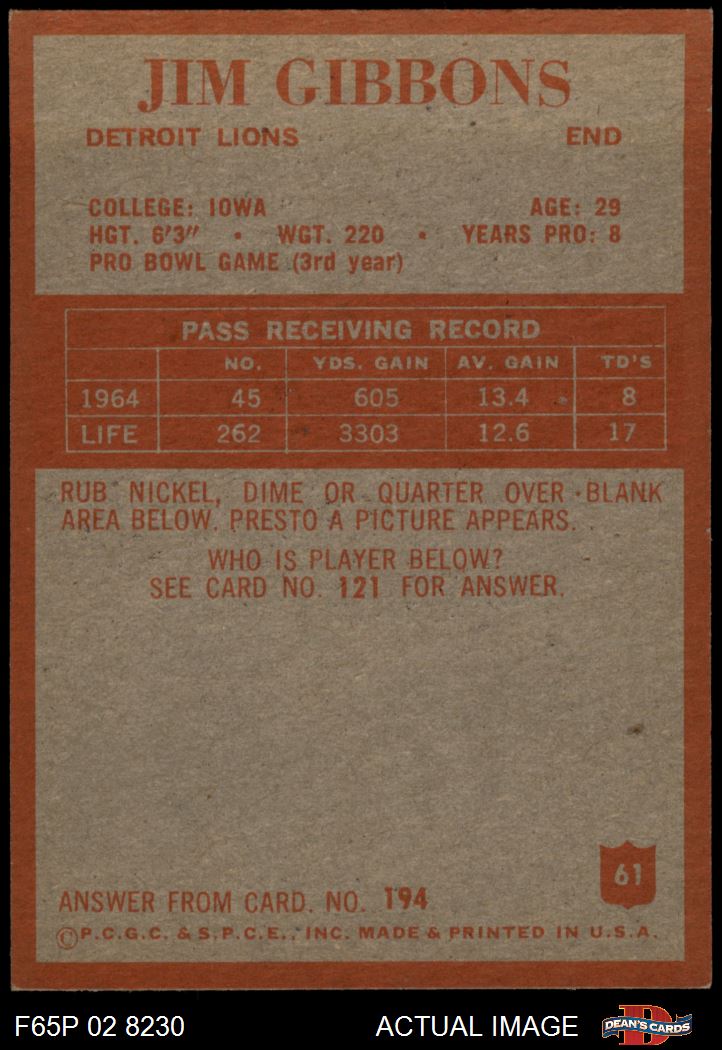 JIM GIBBONS
DETROIT LIONS END
COLLEGE: IOWA AGE: 29
HGT. 6'3" • WGT. 220 • YEARS PRO: 8
PRO BOWL GAME (3rd year)
PASS RECEIVING RECORD
NO. YDS. GAIN AV. GAIN TD'S
1964 45 605 13.4 8
LIFE 262 3303 12.6 17
RUB NICKEL, DIME OR QUARTER OVER BLANK
AREA BELOW. PRESTO A PICTURE APPEARS.
WHO IS PLAYER BELOW?
SEE CARD NO. 121 FOR ANSWER.
61
ANSWER FROM CARD. NO. 194
© P.C.G.C. & S.P.C.E., INC. MADE & PRINTED IN U.S.A.
F65P 02 8230 ACTUAL IMAGE D DEAN'S CARDS